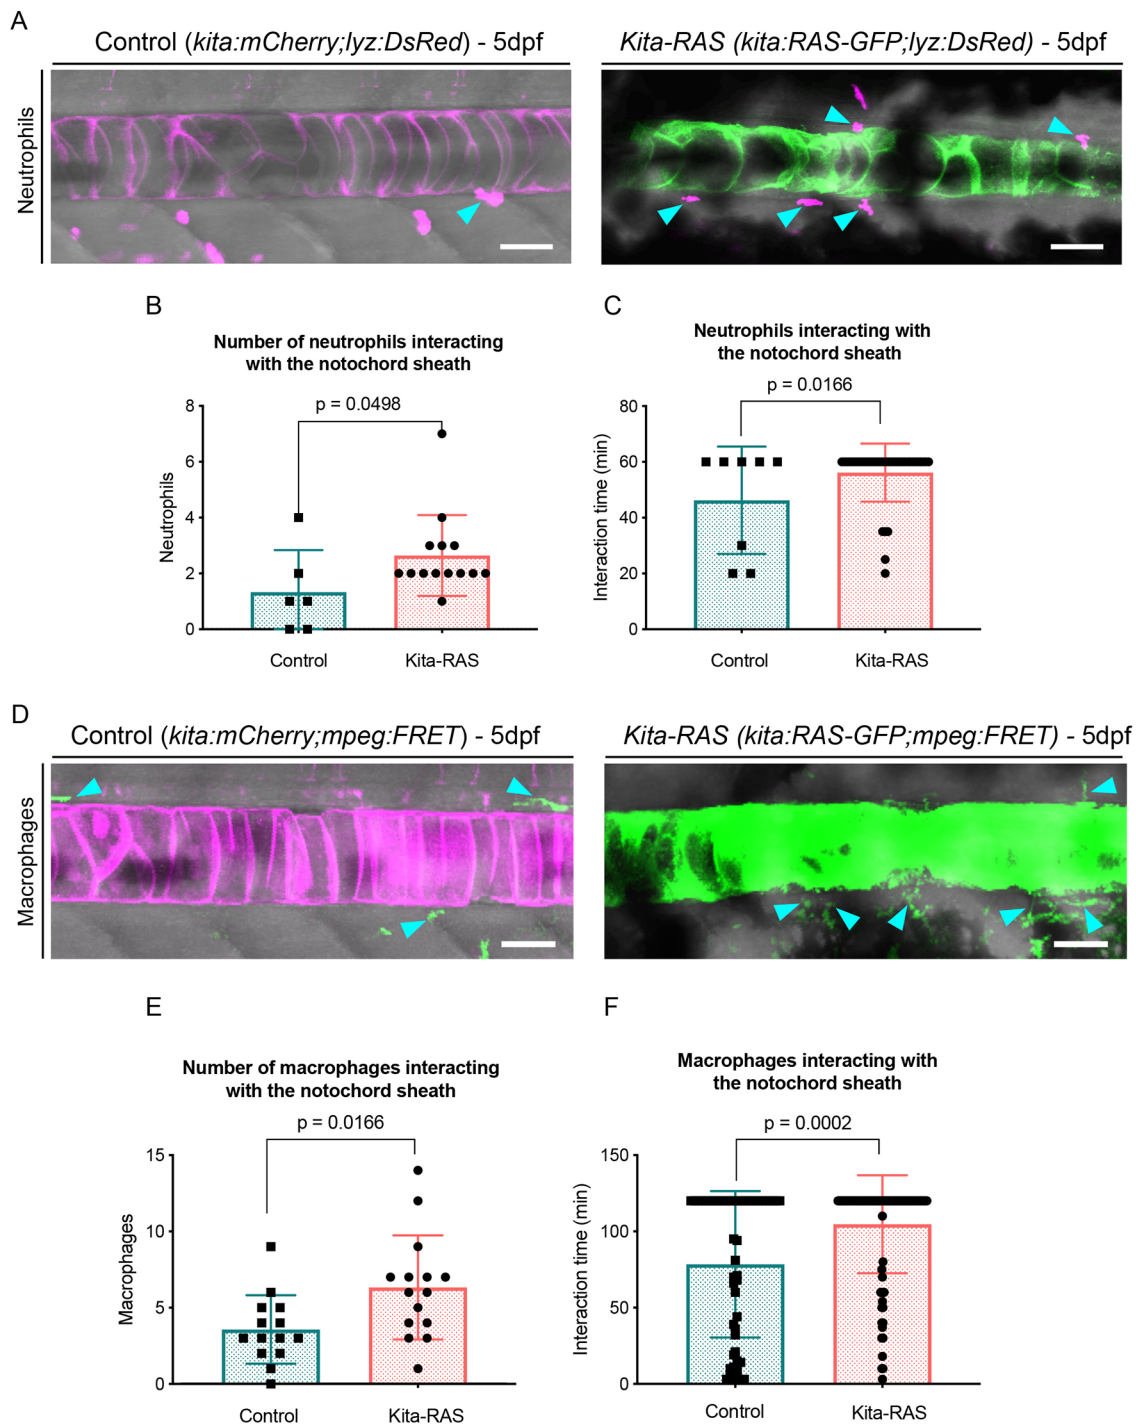 A
Control (kita:mCherry;lyz:DsRed) - 5dpf
Kita-RAS (kita:RAS-GFP;lyz:DsRed) - 5dpf
Neutrophils
B
Number of neutrophils interacting
with the notochord sheath
p = 0.0498
Neutrophils
8
6
4
2
0
Control
Kita-RAS
C
Neutrophils interacting with
the notochord sheath
p = 0.0166
Interaction time (min)
80
60
40
20
0
Control
Kita-RAS
D
Control (kita:mCherry;mpeg:FRET) - 5dpf
Kita-RAS (kita:RAS-GFP;mpeg:FRET) - 5dpf
Macrophages
E
Number of macrophages interacting
with the notochord sheath
p = 0.0166
Macrophages
15
10
5
0
Control
Kita-RAS
F
Macrophages interacting with
the notochord sheath
p = 0.0002
Interaction time (min)
150
100
50
0
Control
Kita-RAS